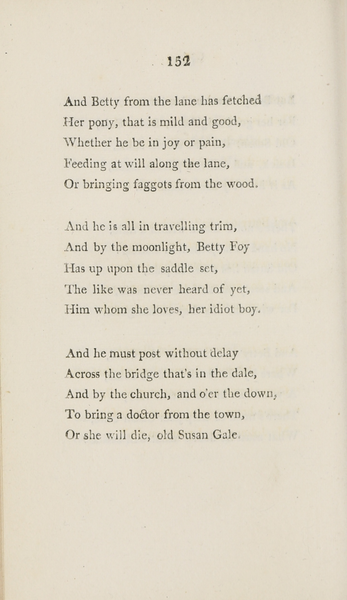 152
And Betty from the lane has fetched
Her pony, that is mild and good,
Whether he be in joy or pain,
Feeding at will along the lane,
Or bringing faggots from the wood.
And he is all in travelling trim,
And by the moonlight, Betty Foy
Has up upon the saddle set,
The like was never heard of yet,
Him whom she loves, her idiot boy.
And he must post without delay
Across the bridge that's in the dale,
And by the church, and o'er the down,
To bring a doctor from the town,
Or she will die, old Susan Gale.